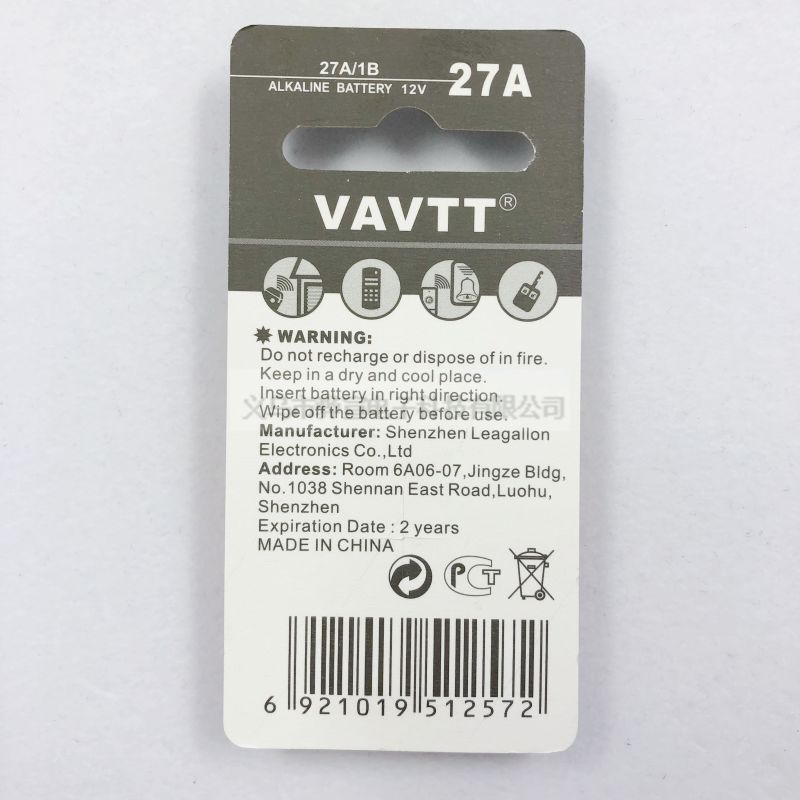 27A/1B
ALKALINE BATTERY 12V
27A
VAVTT®
WARNING:
Do not recharge or dispose of in fire.
Keep in a dry and cool place.
Insert battery in right direction.
Wipe off the battery before use.
Manufacturer: Shenzhen Leagallon
Electronics Co.,Ltd
Address: Room 6A06-07,Jingze Bldg,
No.1038 Shennan East Road,Luohu,
Shenzhen
Expiration Date : 2 years
MADE IN CHINA
PCT
6 921019 512572